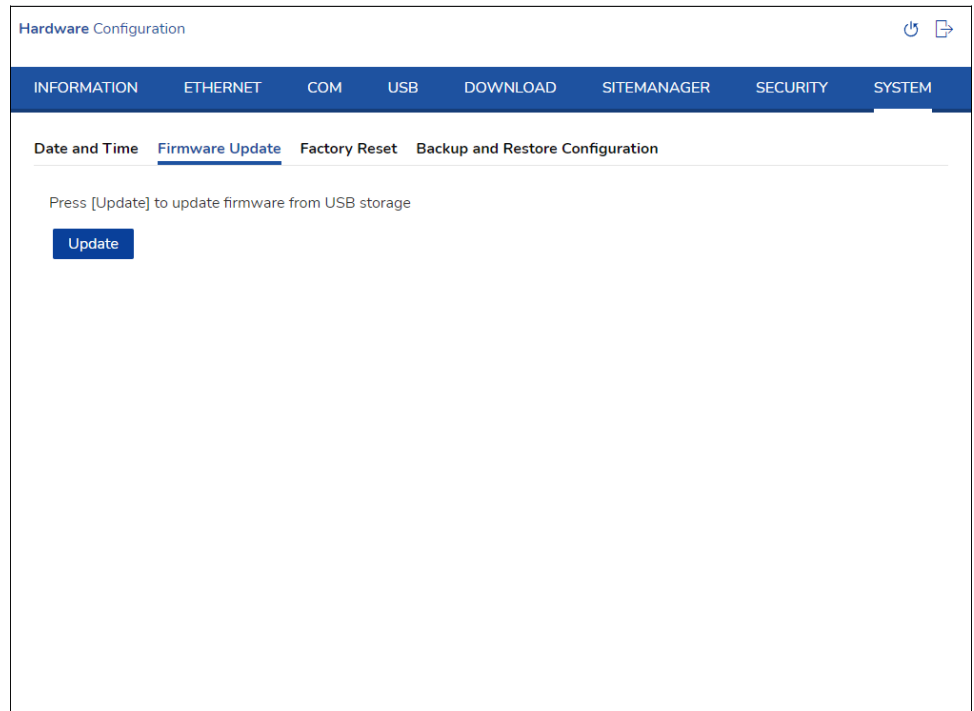 Hardware Configuration
INFORMATION ETHERNET COM USB DOWNLOAD SITEMANAGER SECURITY SYSTEM
Date and Time Firmware Update Factory Reset Backup and Restore Configuration
Press [Update] to update firmware from USB storage
Update